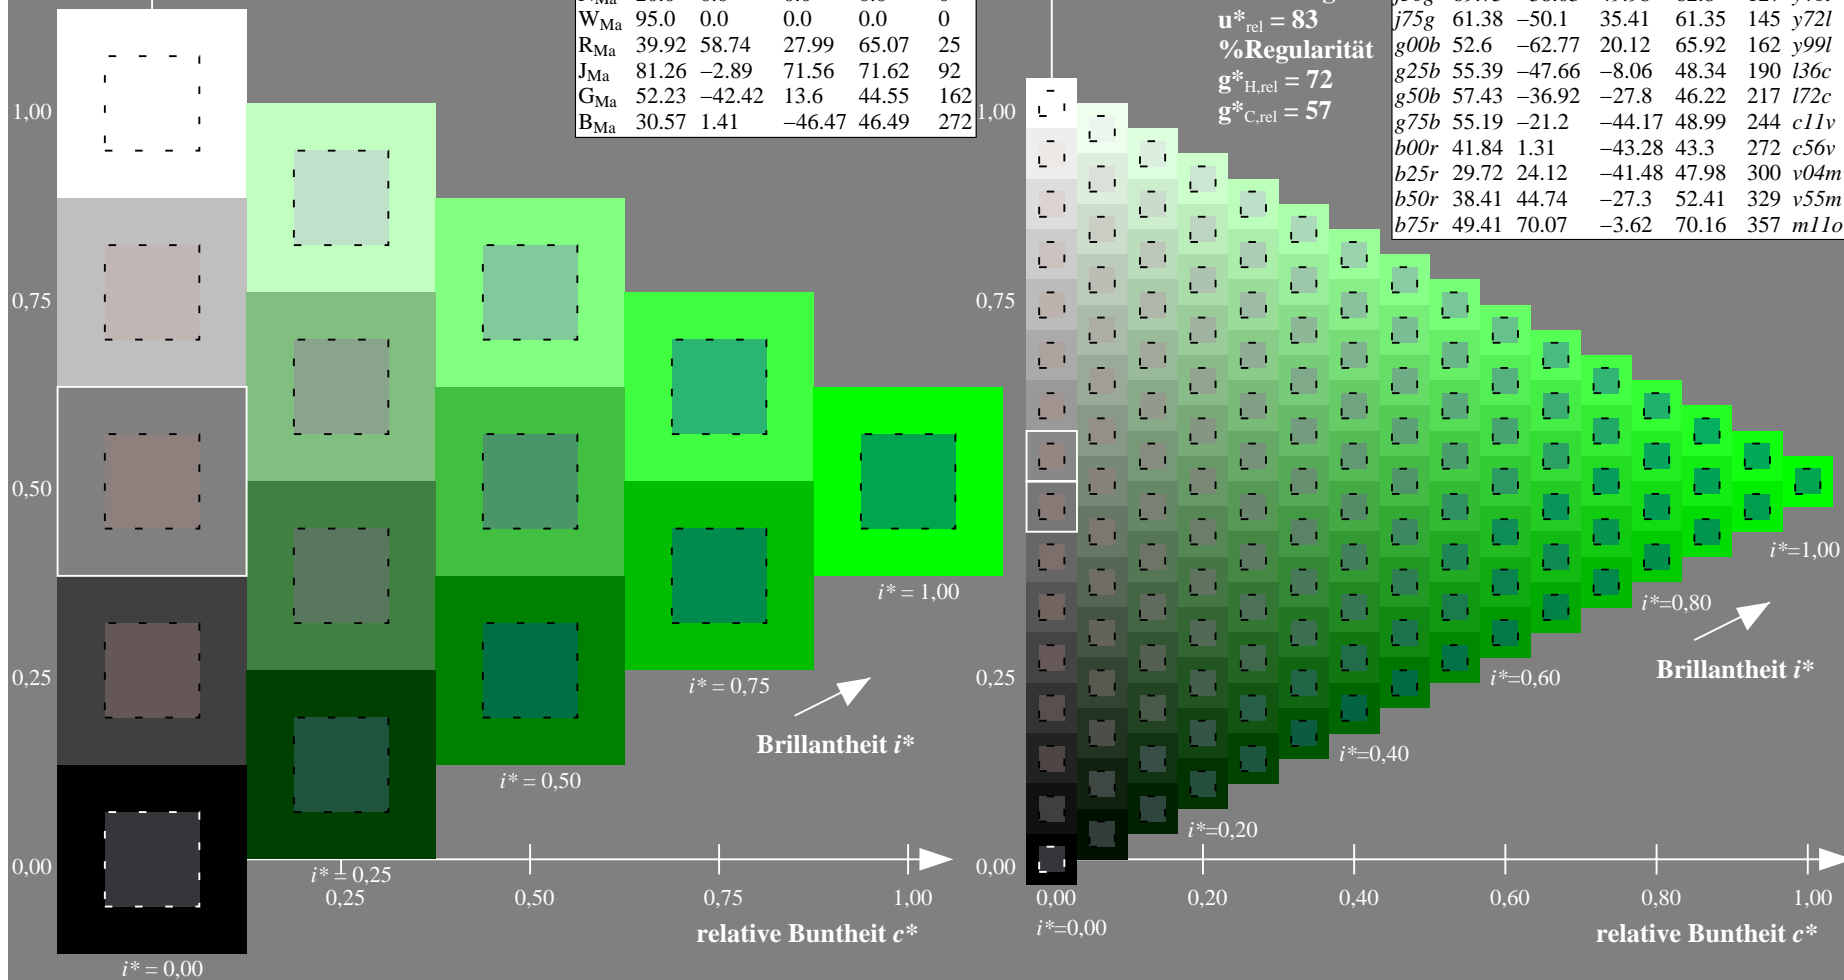 W_Ma 95.0 0.0 0.0 0.0 0
R_Ma 39.92 58.74 27.99 65.07 25
J_Ma 81.26 −2.89 71.56 71.62 92
G_Ma 52.23 −42.42 13.6 44.55 162
B_Ma 30.57 1.41 −46.47 46.49 272
1,00
0,75
0,50
0,25
0,00
i* = 1,00
i* = 0,75
Brillantheit i*
i* = 0,50
i* = 0,25
0,25 0,50 0,75 1,00
relative Buntheit c*
i* = 0,00
u*rel = 83
%Regularität
g*H,rel = 72
g*C,rel = 57
j75g 61.38 −50.1 35.41 61.35 145 y72l
g00b 52.6 −62.77 20.12 65.92 162 y99l
g25b 55.39 −47.66 −8.06 48.34 190 l36c
g50b 57.43 −36.92 −27.8 46.22 217 l72c
g75b 55.19 −21.2 −44.17 48.99 244 c11v
b00r 41.84 1.31 −43.28 43.3 272 c56v
b25r 29.72 24.12 −41.48 47.98 300 v04m
b50r 38.41 44.74 −27.3 52.41 329 v55m
b75r 49.41 70.07 −3.62 70.16 357 m11o
1,00
0,75
0,50
0,25
0,00
i*=1,00
i*=0,80
Brillantheit i*
i*=0,60
i*=0,40
i*=0,20
0,00 0,20 0,40 0,60 0,80 1,00
i*=0,00
relative Buntheit c*